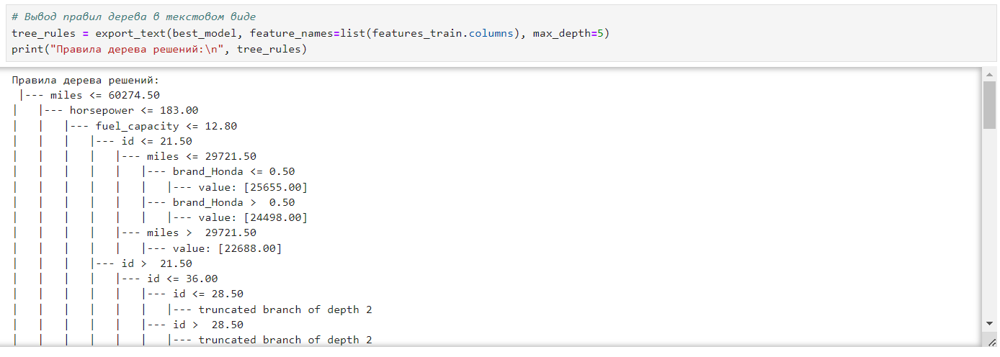 # Вывод правил дерева в текстовом виде
tree_rules = export_text(best_model, feature_names=list(features_train.columns), max_depth=5)
print("Правила дерева решений:\n", tree_rules)
Правила дерева решений:
 |--- miles <= 60274.50
|   |--- horsepower <= 183.00
|   |   |--- fuel_capacity <= 12.80
|   |   |   |--- id <= 21.50
|   |   |   |   |--- miles <= 29721.50
|   |   |   |   |   |--- brand_Honda <= 0.50
|   |   |   |   |   |   |--- value: [25655.00]
|   |   |   |   |   |--- brand_Honda >  0.50
|   |   |   |   |   |   |--- value: [24498.00]
|   |   |   |   |--- miles >  29721.50
|   |   |   |   |   |--- value: [22688.00]
|   |   |   |--- id >  21.50
|   |   |   |   |--- id <= 36.00
|   |   |   |   |   |--- id <= 28.50
|   |   |   |   |   |   |--- truncated branch of depth 2
|   |   |   |   |   |--- id >  28.50
|   |   |   |   |   |   |--- truncated branch of depth 2